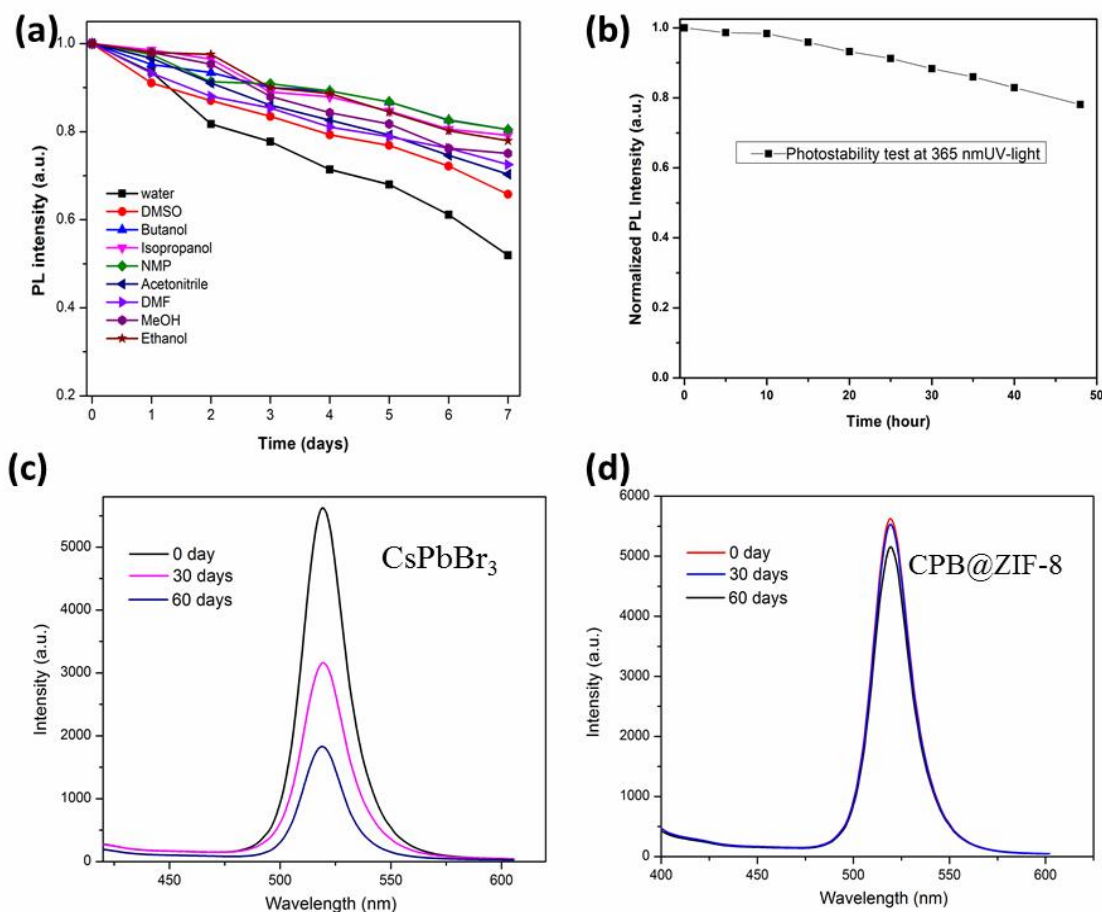 (a)
PL intensity (a.u.)
1.0
0.8
0.6
0.4
0.2
water
DMSO
Butanol
Isopropanol
NMP
Acetonitrile
DMF
MeOH
Ethanol
0 1 2 3 4 5 6 7
Time (days)
(b)
Normalized PL Intensity (a.u.)
1.0
0.8
0.6
0.4
0.2
0.0
Photostability test at 365 nmUV-light
0 10 20 30 40 50
Time (hour)
(c)
Intensity (a.u.)
5000
4000
3000
2000
1000
0
0 day
30 days
60 days
CsPbBr₃
450 500 550 600
Wavelength (nm)
(d)
Intensity (a.u.)
6000
5000
4000
3000
2000
1000
0
0 day
30 days
60 days
CPB@ZIF-8
400 450 500 550 600
Wavelength (nm)